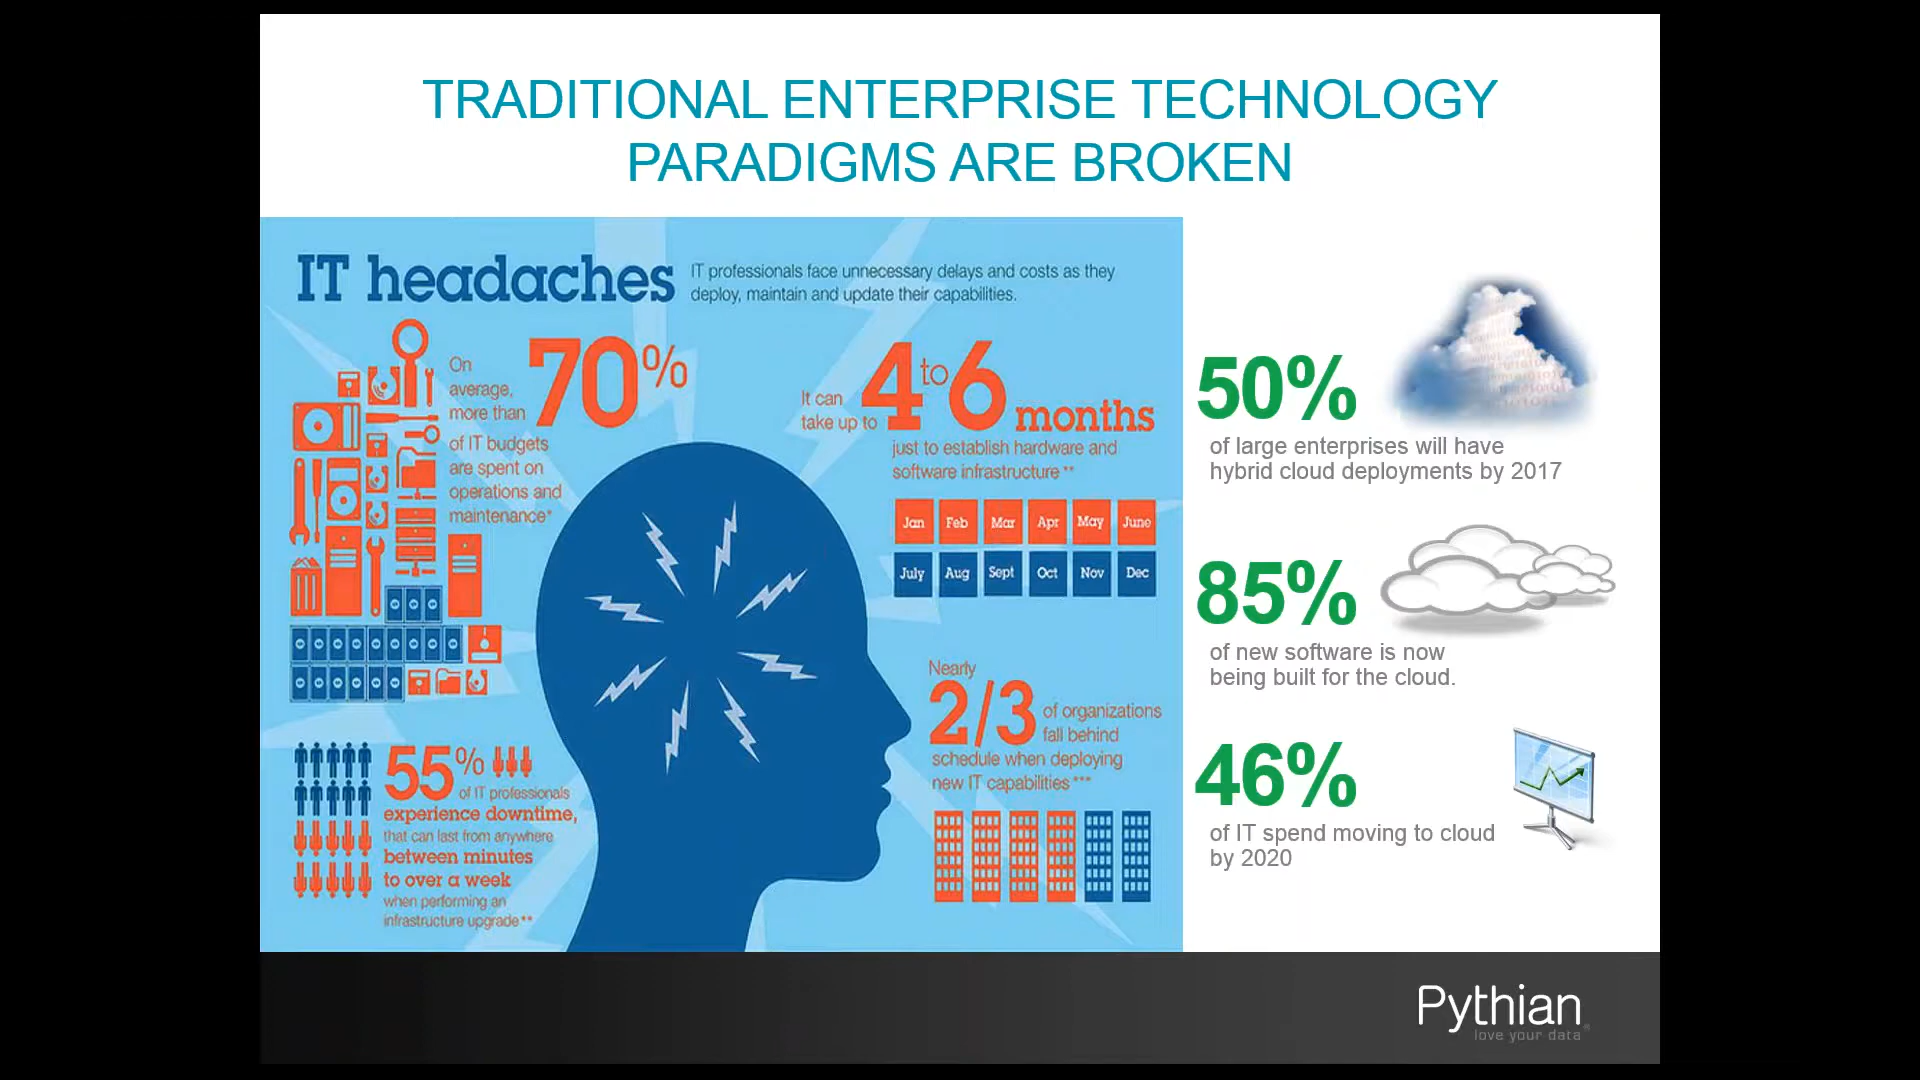 TRADITIONAL ENTERPRISE TECHNOLOGY
PARADIGMS ARE BROKEN
IT headaches
IT professionals face unnecessary delays and costs as they
deploy, maintain and update their capabilities.
On
average,
more than
70%
of IT budgets
are spent on
operations and
maintenance*
It can
take up to
4 to 6
months
just to establish hardware and
software infrastructure**
Jan Feb Mar Apr May June
July Aug Sept Oct Nov Dec
55%
of IT professionals
experience downtime,
that can last from anywhere
between minutes
to over a week
when performing an
infrastructure upgrade**
Nearly
2/3
of organizations
fall behind
schedule when deploying
new IT capabilities***
50%
of large enterprises will have
hybrid cloud deployments by 2017
85%
of new software is now
being built for the cloud.
46%
of IT spend moving to cloud
by 2020
Pythian
love your data®